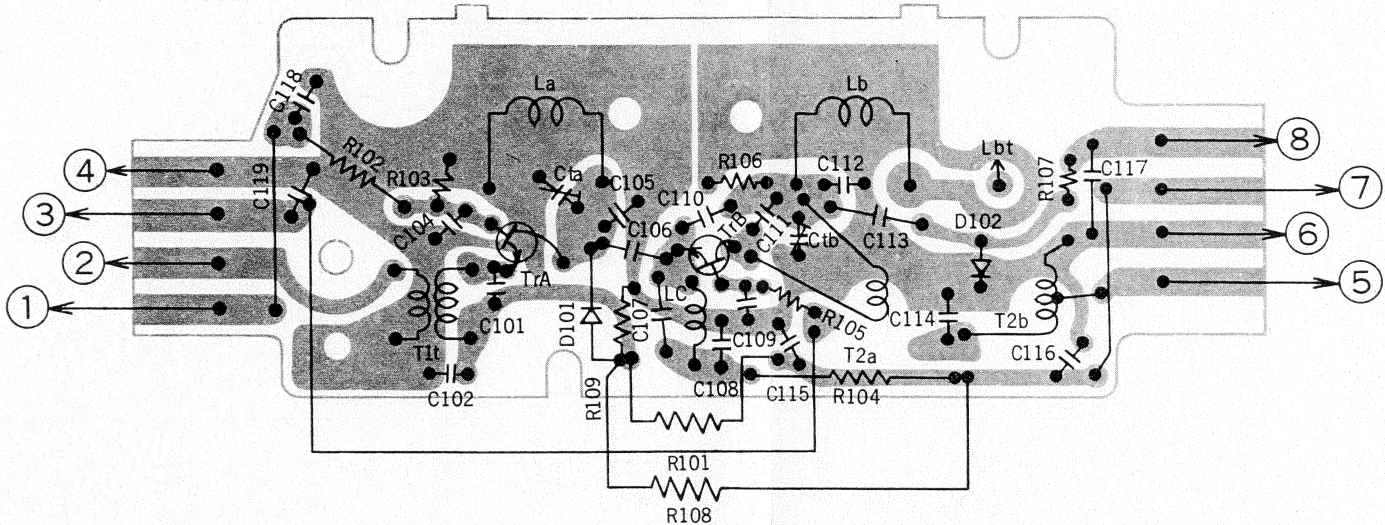 La
Lb
C118
R102
R103
Cta
C105
R106
C112
Lbt
R107
C117
8
4
C119
C104
C110
7
3
C106
TrB
C111
Ctb
C113
D102
6
2
TrA
5
1
T1t
C101
D101
C107
LC
C109
R105
C114
T2b
C102
R109
C108
C115
T2a
R104
C116
R101
R108